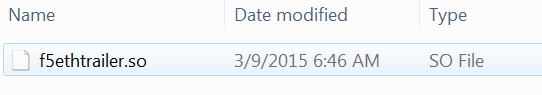 Name Date modified Type
f5ethtrailer.so 3/9/2015 6:46 AM SO File